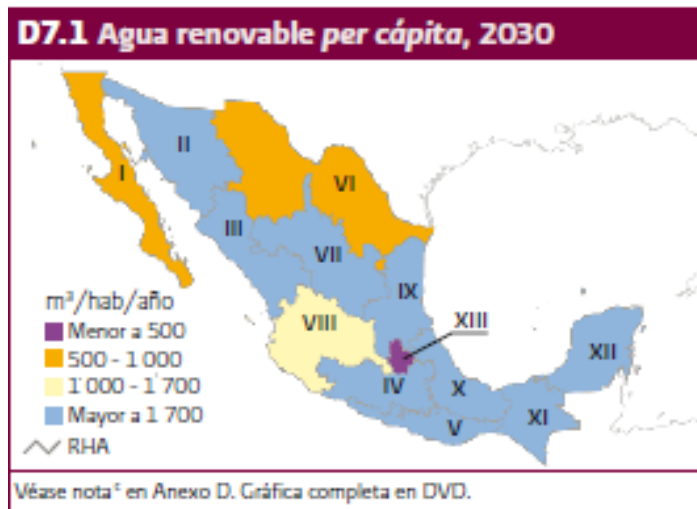 D7.1 Agua renovable per cápita, 2030
II
I
VI
III
VII
IX
m³/hab/año
VIII
XIII
Menor a 500
XII
500 - 1 000
1 000 - 1 700
IV
X
Mayor a 1 700
V
XI
RHA
Véase notaᶜ en Anexo D. Gráfica completa en DVD.